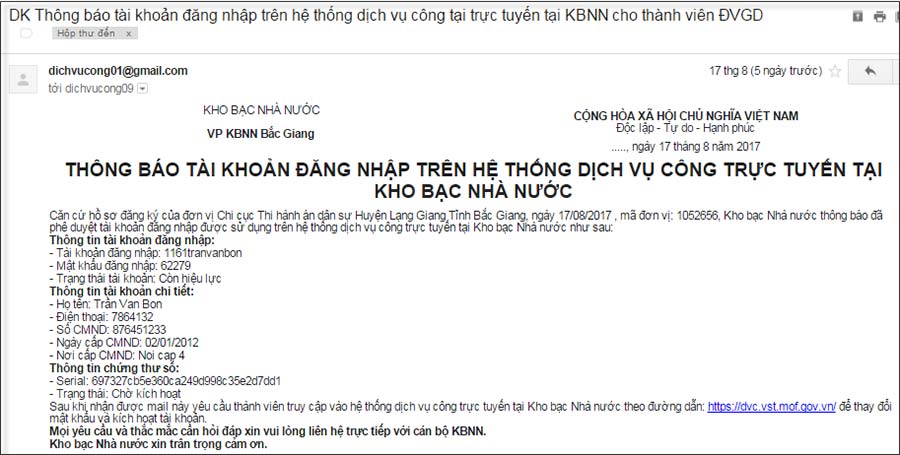 DK Thông báo tài khoản đăng nhập trên hệ thống dịch vụ công tại trực tuyến tại KBNN cho thành viên ĐVGD
Hộp thư đến x
dichvucong01@gmail.com
17 thg 8 (5 ngày trước)
tới dichvucong09
KHO BẠC NHÀ NƯỚC
VP KBNN Bắc Giang
CỘNG HÒA XÃ HỘI CHỦ NGHĨA VIỆT NAM
Độc lập - Tự do - Hạnh phúc
....., ngày 17 tháng 8 năm 2017
THÔNG BÁO TÀI KHOẢN ĐĂNG NHẬP TRÊN HỆ THỐNG DỊCH VỤ CÔNG TRỰC TUYẾN TẠI
KHO BẠC NHÀ NƯỚC
Căn cứ hồ sơ đăng ký của đơn vị Chi cục Thi hành án dân sự Huyện Lạng Giang Tỉnh Bắc Giang, ngày 17/08/2017 , mã đơn vị: 1052656, Kho bạc Nhà nước thông báo đã
phê duyệt tài khoản đăng nhập được sử dụng trên hệ thống dịch vụ công trực tuyến tại Kho bạc Nhà nước như sau:
Thông tin tài khoản đăng nhập:
- Tài khoản đăng nhập: 1161tranvanbon
- Mật khẩu đăng nhập: 62279
- Trạng thái tài khoản: Còn hiệu lực
Thông tin tài khoản chi tiết:
- Họ tên: Trần Van Bon
- Điện thoại: 7864132
- Số CMND: 876451233
- Ngày cấp CMND: 02/01/2012
- Nơi cấp CMND: Noi cap 4
Thông tin chứng thư số:
- Serial: 697327cb5e360ca249d998c35e2d7dd1
- Trạng thái: Chờ kích hoạt
Sau khi nhận được mail này yêu cầu thành viên truy cập vào hệ thống dịch vụ công trực tuyến tại Kho bạc Nhà nước theo đường dẫn: https://dvc.vst.mof.gov.vn/ để thay đổi
mật khẩu và kích hoạt tài khoản.
Mọi yêu cầu và thắc mắc cần hỏi đáp xin vui lòng liên hệ trực tiếp với cán bộ KBNN.
Kho bạc Nhà nước xin trân trọng cảm ơn.